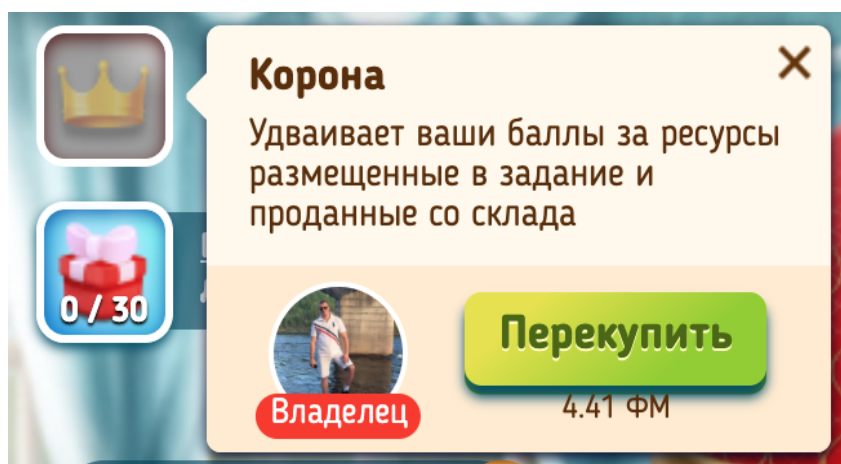 Корона
Удваивает ваши баллы за ресурсы
размещенные в задание и
проданные со склада
0 / 30
Перекупить
Владелец
4.41 ФМ